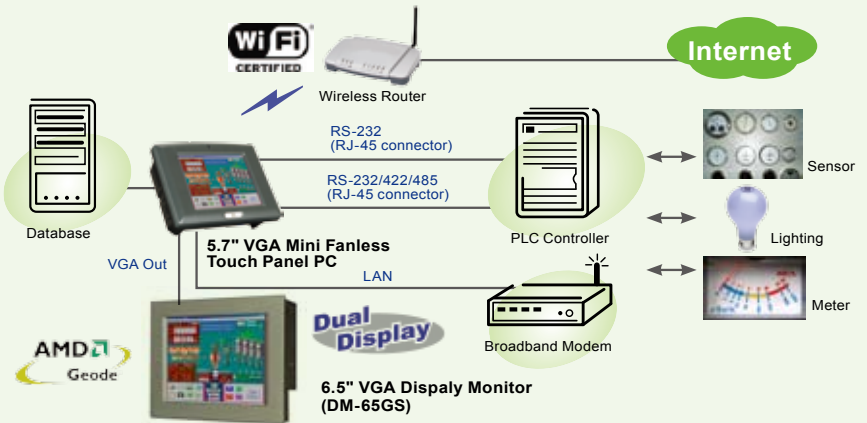 Wi Fi
CERTIFIED
Internet
Wireless Router
RS-232
(RJ-45 connector)
Sensor
RS-232/422/485
(RJ-45 connector)
Database
PLC Controller
Lighting
5.7" VGA Mini Fanless
Touch Panel PC
VGA Out
LAN
Meter
Dual
Display
Broadband Modem
AMD
Geode
6.5" VGA Dispaly Monitor
(DM-65GS)